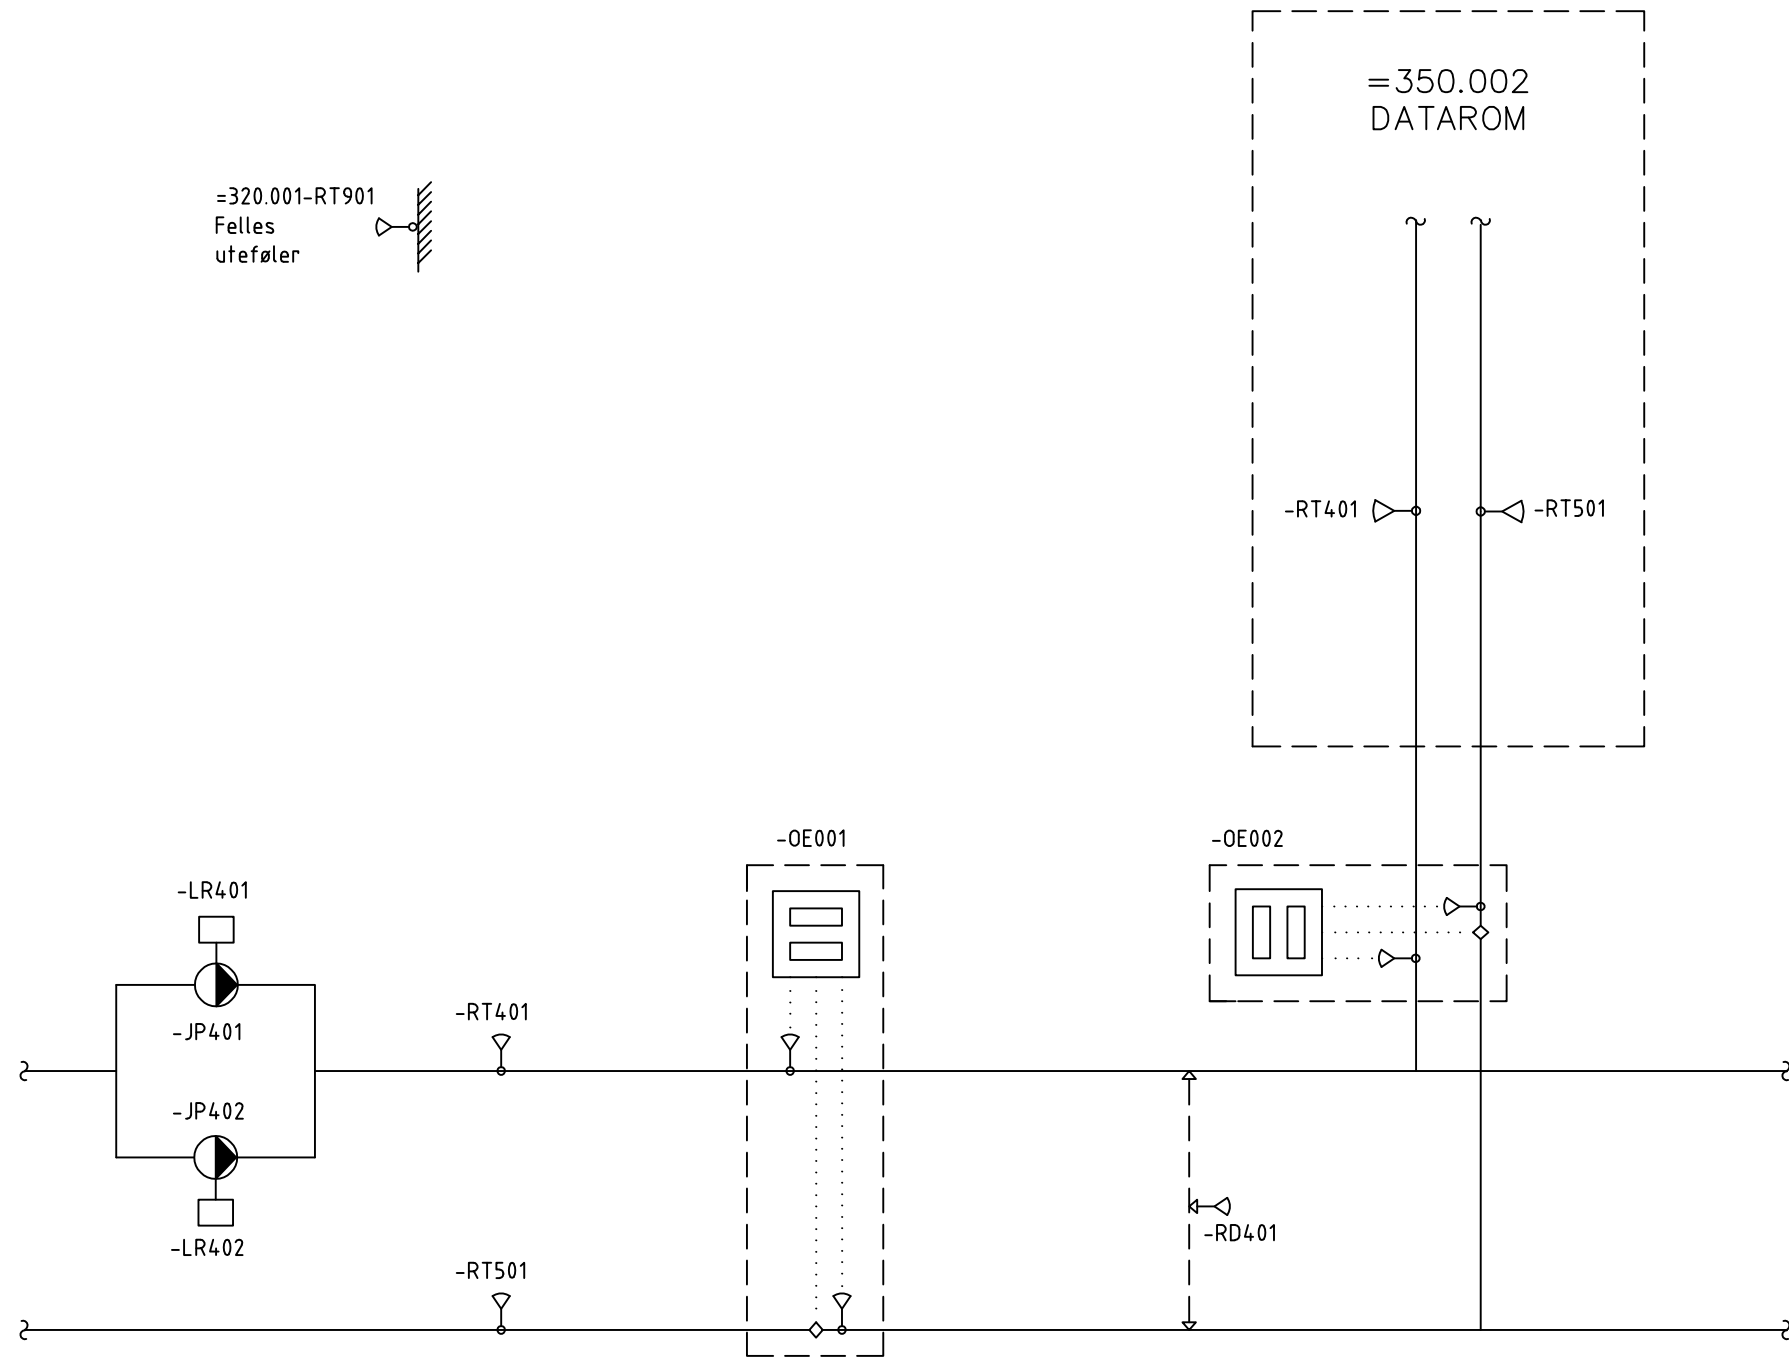 =350.002
DATAROM
=320.001-RT901
Felles
uteføler
-RT401
-RT501
-OE001
-OE002
-LR401
-JP401
-RT401
-JP402
-LR402
-RD401
-RT501